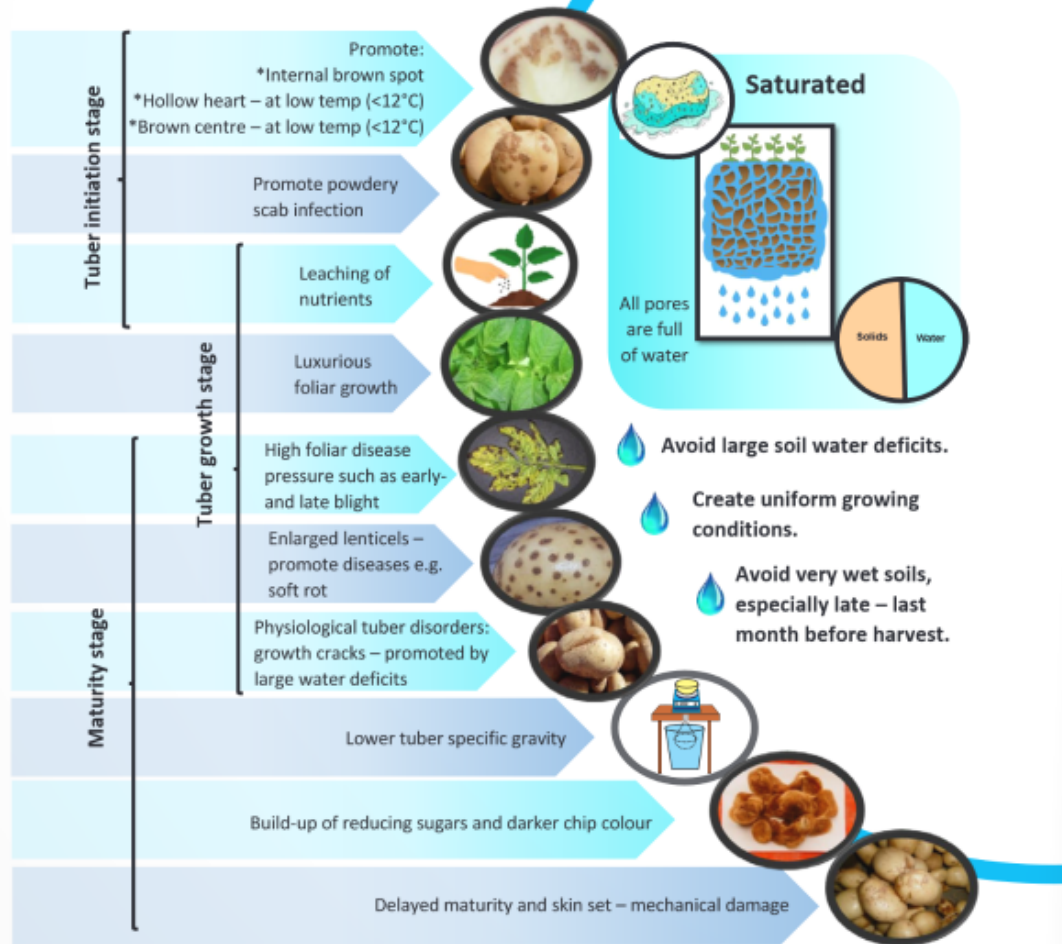 Tuber initiation stage
Promote:
*Internal brown spot
*Hollow heart – at low temp (<12°C)
*Brown centre – at low temp (<12°C)
Promote powdery
scab infection
Tuber growth stage
Leaching of
nutrients
Luxurious
foliar growth
Maturity stage
High foliar disease
pressure such as early-
and late blight
Enlarged lenticels –
promote diseases e.g.
soft rot
Physiological tuber disorders:
growth cracks – promoted by
large water deficits
Lower tuber specific gravity
Build-up of reducing sugars and darker chip colour
Delayed maturity and skin set – mechanical damage
Saturated
All pores
are full
of water
Solids
Water
Avoid large soil water deficits.
Create uniform growing
conditions.
Avoid very wet soils,
especially late – last
month before harvest.